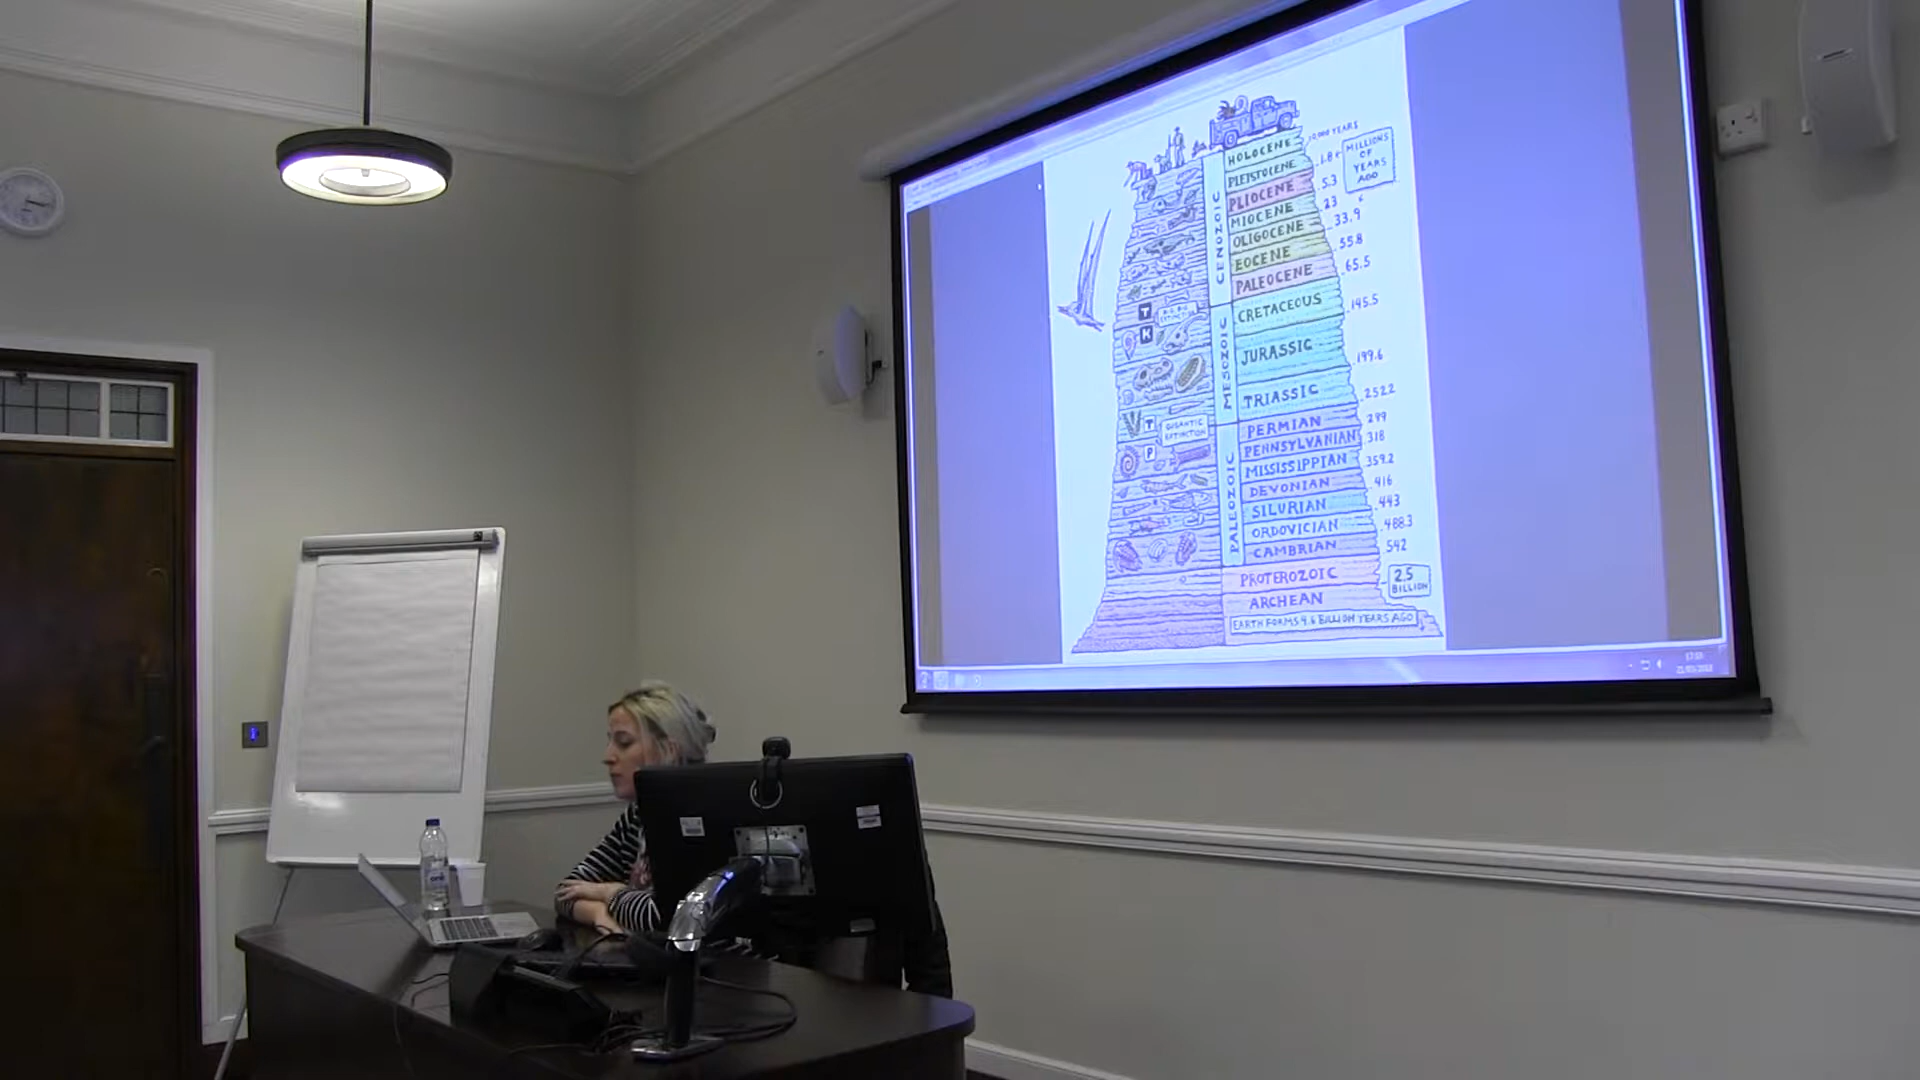 10,000 YEARS
HOLOCENE
PLEISTOCENE
1.8
MILLIONS
OF
YEARS
AGO
PLIOCENE
5.3
MIOCENE
23
OLIGOCENE
33.9
EOCENE
55.8
PALEOCENE
65.5
CENOZOIC
CRETACEOUS
145.5
JURASSIC
199.6
TRIASSIC
252.2
MESOZOIC
T
K
BIG
EXTINCTION
PERMIAN
299
PENNSYLVANIAN
318
MISSISSIPPIAN
359.2
DEVONIAN
416
SILURIAN
443
ORDOVICIAN
488.3
CAMBRIAN
542
PALEOZOIC
T
GIGANTIC
EXTINCTION
P
PROTEROZOIC
2.5
BILLION
ARCHEAN
EARTH FORMS 4.6 BILLION YEARS AGO